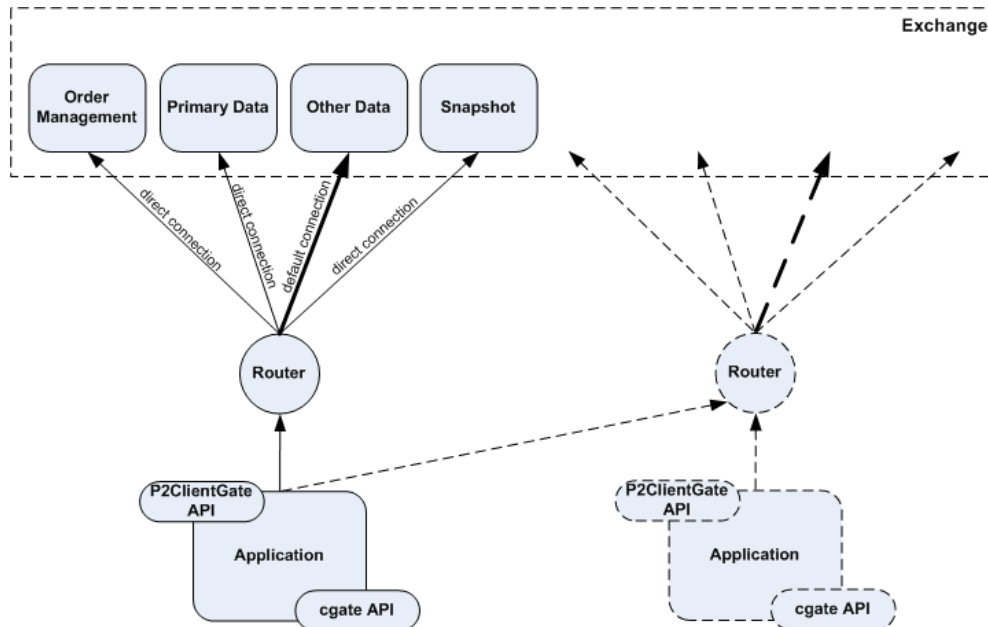 Exchange
Order
Management
Primary Data
Other Data
Snapshot
direct connection
direct connection
default connection
direct connection
Router
Router
P2ClientGate
API
Application
cgate API
P2ClientGate
API
Application
cgate API